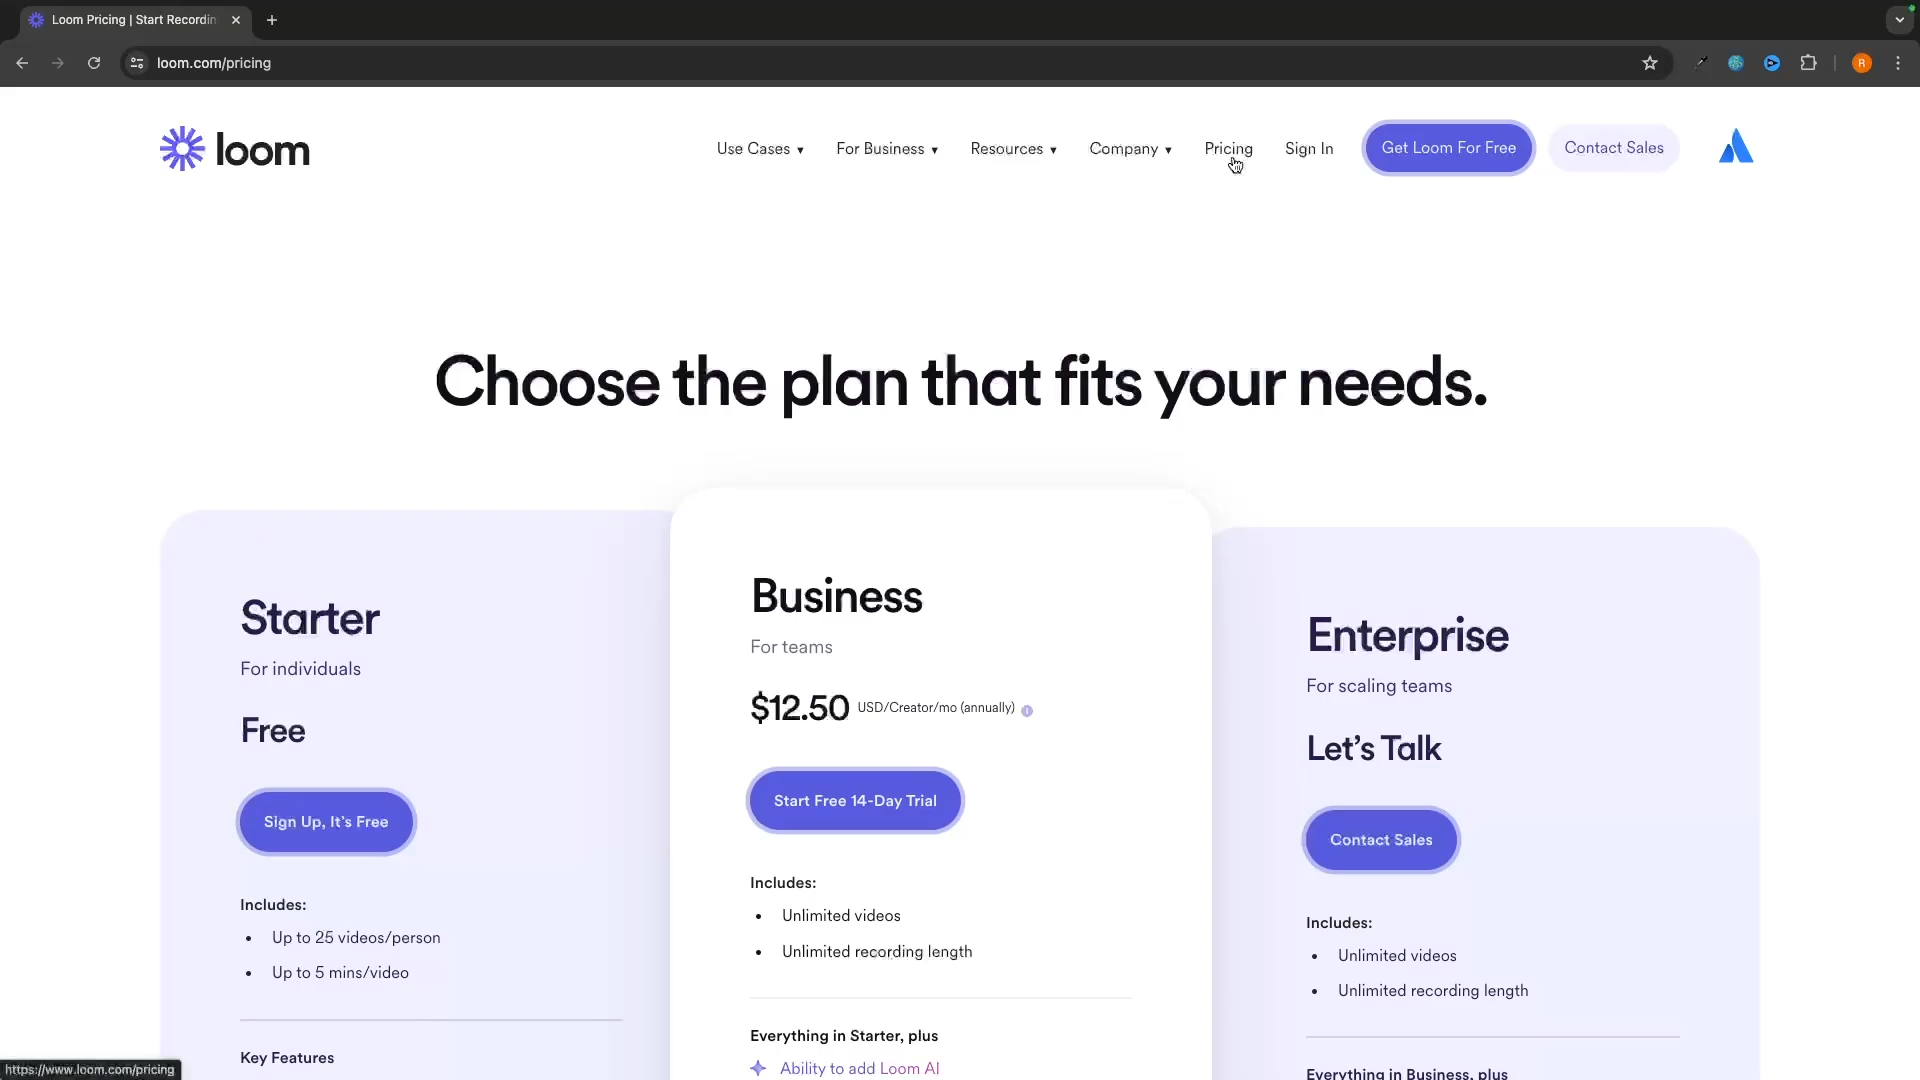 Loom Pricing | Start Recordin
loom.com/pricing
R
loom
Use Cases ▾
For Business ▾
Resources ▾
Company ▾
Pricing
Sign In
Get Loom For Free
Contact Sales
Choose the plan that fits your needs.
Starter
For individuals
Free
Sign Up, It's Free
Includes:
• Up to 25 videos/person
• Up to 5 mins/video
Key Features
Business
For teams
$12.50 USD/Creator/mo (annually)
Start Free 14-Day Trial
Includes:
• Unlimited videos
• Unlimited recording length
Everything in Starter, plus
Ability to add Loom AI
Enterprise
For scaling teams
Let's Talk
Contact Sales
Includes:
• Unlimited videos
• Unlimited recording length
Everything in Business, plus
https://www.loom.com/pricing